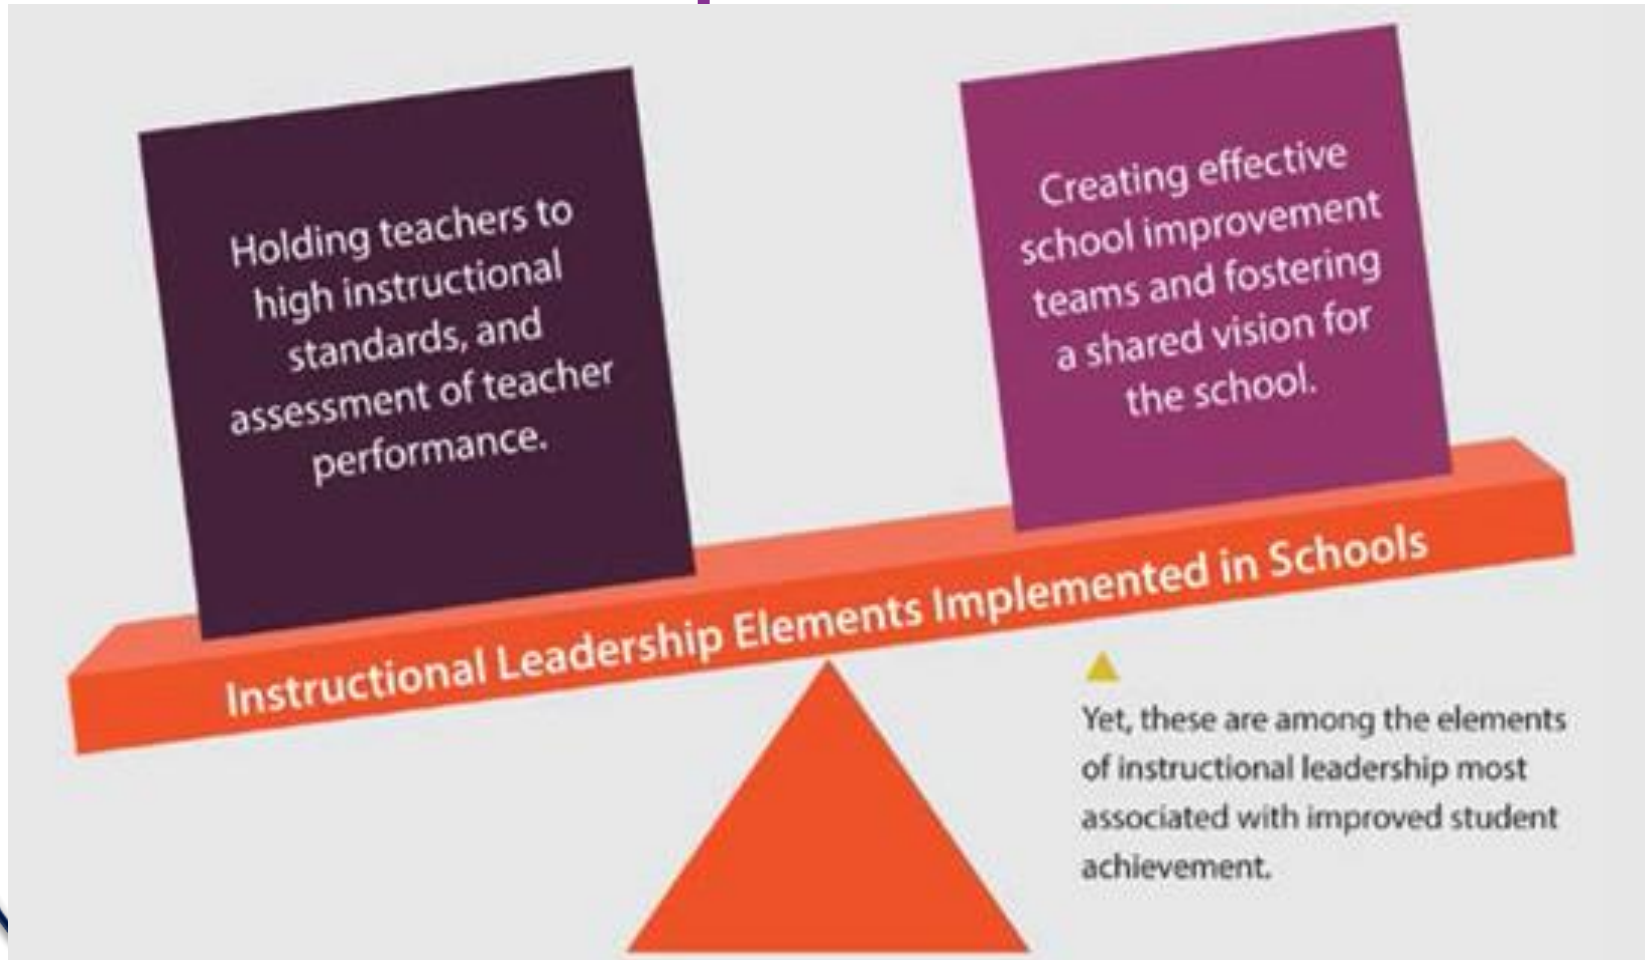 Holding teachers to
high instructional
standards, and
assessment of teacher
performance.
Creating effective
school improvement
teams and fostering
a shared vision for
the school.
Instructional Leadership Elements Implemented in Schools
Yet, these are among the elements
of instructional leadership most
associated with improved student
achievement.